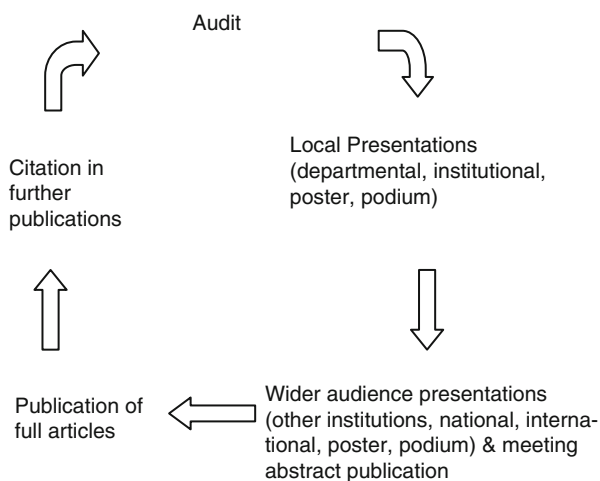 Audit
Local Presentations
(departmental, institutional,
poster, podium)
Citation in
further
publications
Wider audience presentations
(other institutions, national, interna-
tional, poster, podium) & meeting
abstract publication
Publication of
full articles